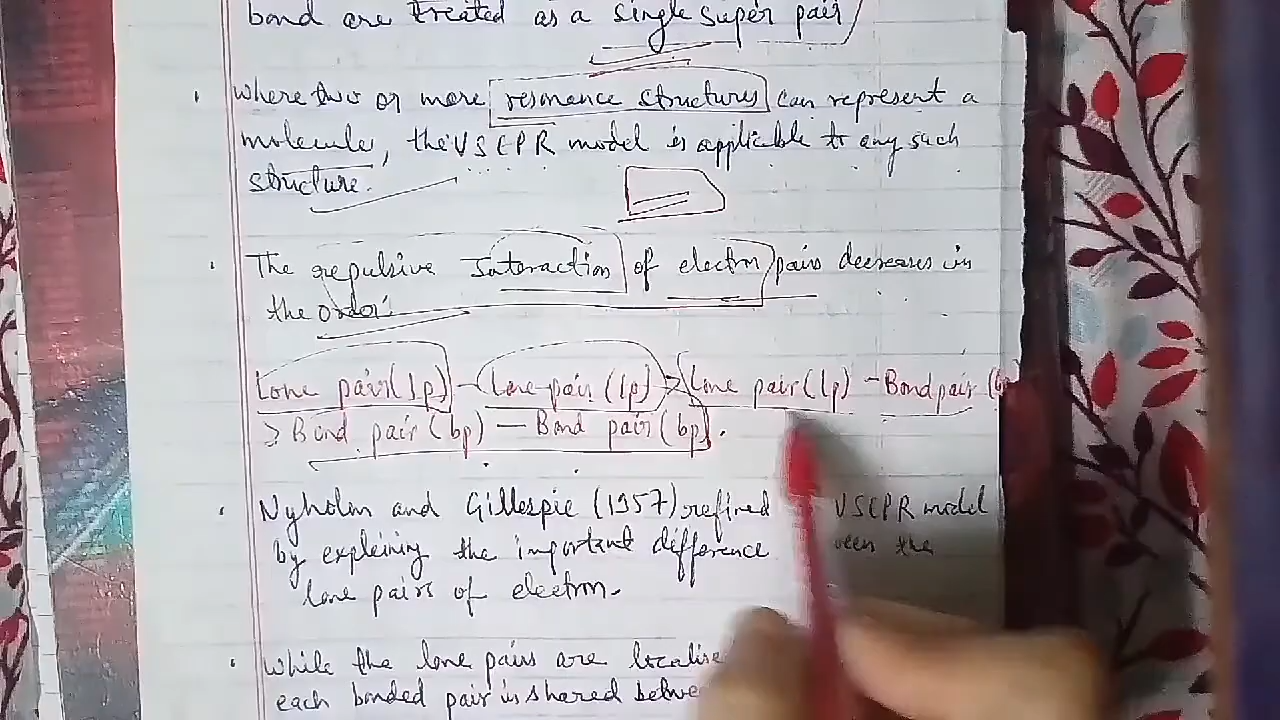 bond are treated as a single super pair
where two or more resonance structures can represent a
molecule, the VSEPR model is applicable to any such
structure.
The repulsive Interaction of electron pairs decreases in
the order:
Lone pair (lp) - Lone pair (lp) > Lone pair (lp) - Bond pair (bp)
> Bond pair (bp) - Bond pair (bp).
Nyholm and Gillespie (1957) refined VSEPR model
by explaining the important difference the
lone pairs of electron.
while the lone pairs are
each bonded pair is shared